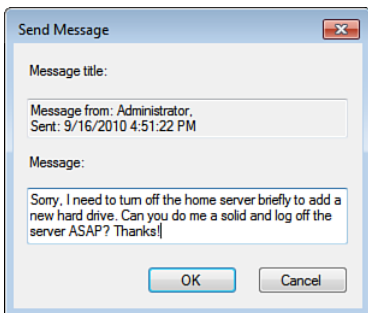 Send Message
Message title:
Message from: Administrator,
Sent: 9/16/2010 4:51:22 PM
Message:
Sorry, I need to turn off the home server briefly to add a
new hard drive. Can you do me a solid and log off the
server ASAP? Thanks!
OK Cancel